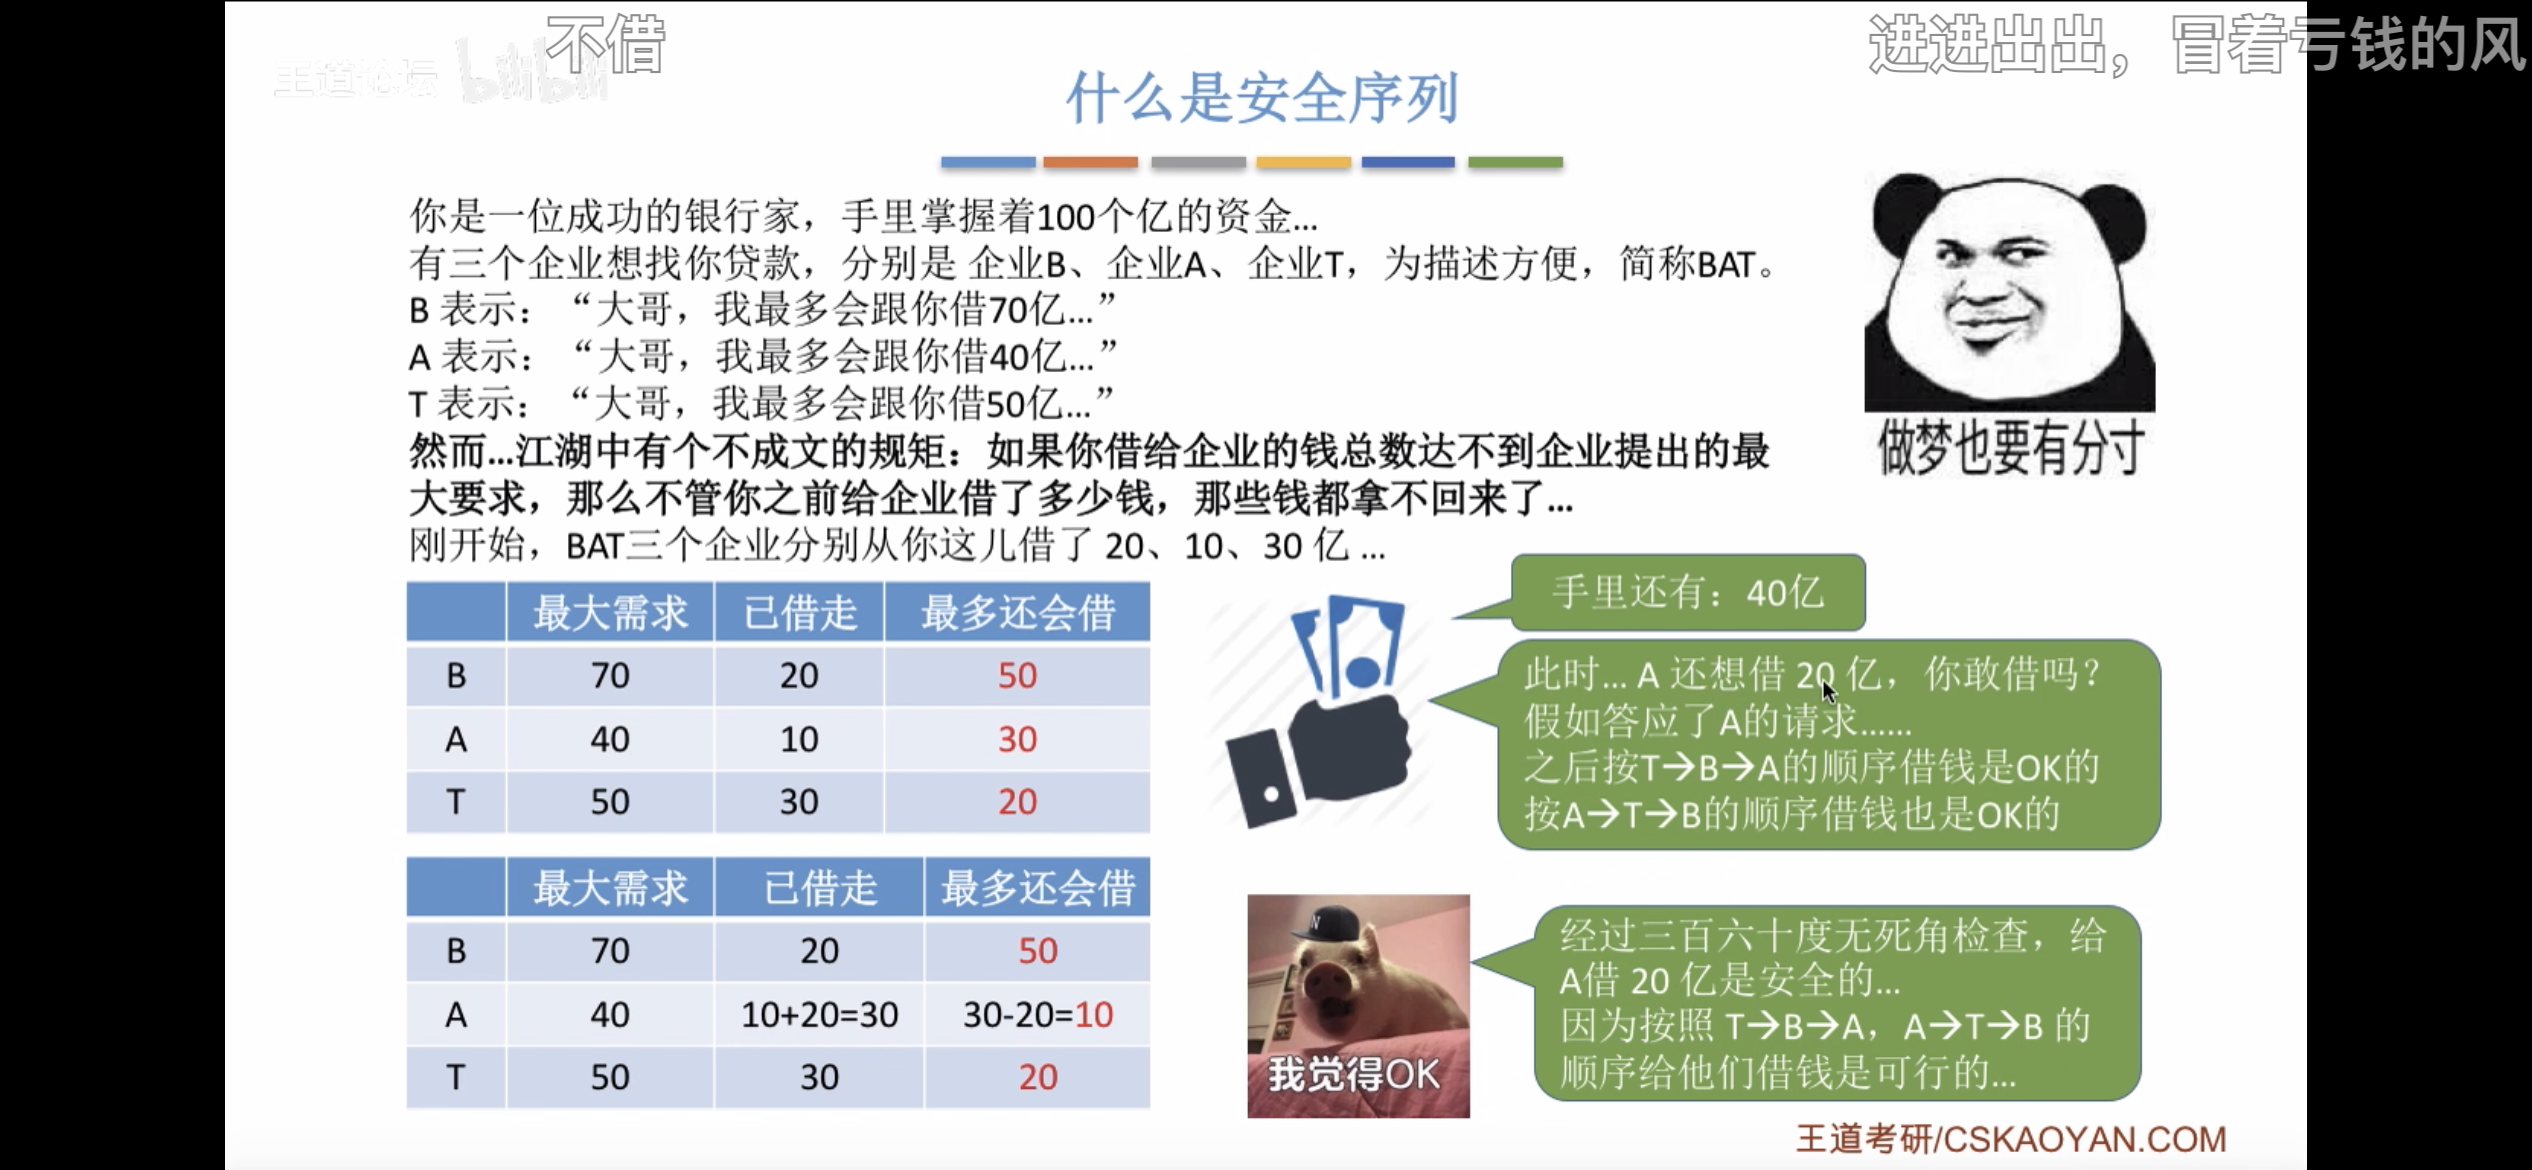 王道论坛 bilibili
不借
进进出出，冒着亏钱的风
什么是安全序列
你是一位成功的银行家，手里掌握着100个亿的资金...
有三个企业想找你贷款，分别是 企业B、企业A、企业T，为描述方便，简称BAT。
B 表示：“大哥，我最多会跟你借70亿...”
A 表示：“大哥，我最多会跟你借40亿...”
T 表示：“大哥，我最多会跟你借50亿...”
然而...江湖中有个不成文的规矩：如果你借给企业的钱总数达不到企业提出的最
大要求，那么不管你之前给企业借了多少钱，那些钱都拿不回来了...
刚开始，BAT三个企业分别从你这儿借了 20、10、30 亿 ...
做梦也要有分寸
最大需求 已借走 最多还会借
B 70 20 50
A 40 10 30
T 50 30 20
手里还有：40亿
此时... A 还想借 20 亿，你敢借吗？
假如答应了A的请求......
之后按T→B→A的顺序借钱是OK的
按A→T→B的顺序借钱也是OK的
最大需求 已借走 最多还会借
B 70 20 50
A 40 10+20=30 30-20=10
T 50 30 20
N
我觉得OK
经过三百六十度无死角检查，给
A借 20 亿是安全的...
因为按照 T→B→A，A→T→B 的
顺序给他们借钱是可行的...
王道考研/CSKAOYAN.COM